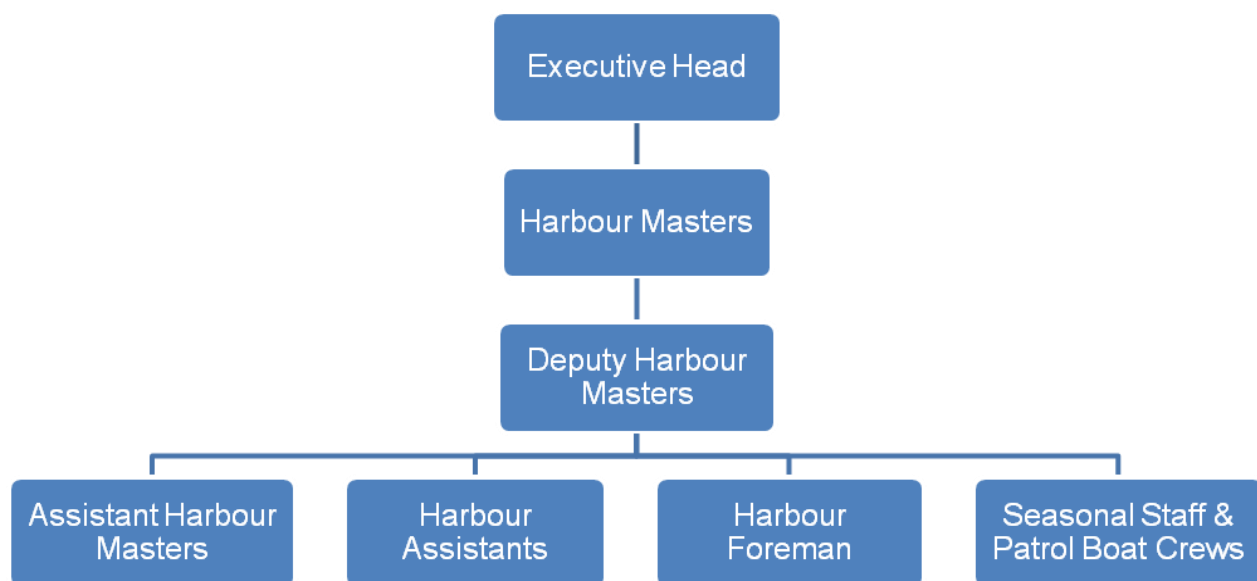 Executive Head
Harbour Masters
Deputy Harbour
Masters
Assistant Harbour
Masters
Harbour
Assistants
Harbour
Foreman
Seasonal Staff &
Patrol Boat Crews